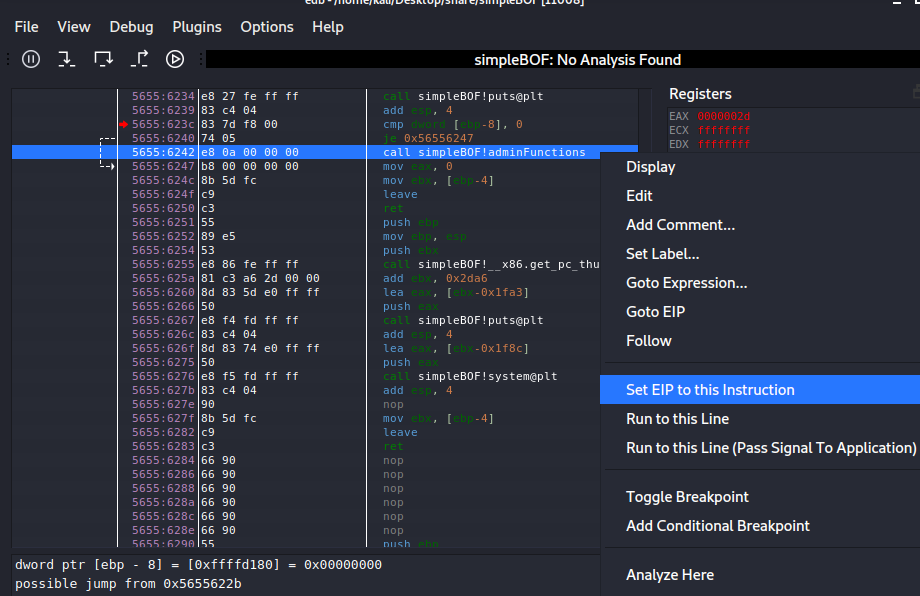 edb - /home/kali/Desktop/share/simpleBOF [11008]
File View Debug Plugins Options Help
simpleBOF: No Analysis Found
Registers
EAX 0000002d
ECX ffffffff
EDX ffffffff
5655:6234 e8 27 fe ff ff call simpleBOF!puts@plt
5655:6239 83 c4 04 add esp, 4
5655:623c 83 7d f8 00 cmp dword [ebp-8], 0
5655:6240 74 05 je 0x56556247
5655:6242 e8 0a 00 00 00 call simpleBOF!adminFunctions
5655:6247 b8 00 00 00 00 mov eax, 0
5655:624c 8b 5d fc mov ebx, [ebp-4]
5655:624f c9 leave
5655:6250 c3 ret
5655:6251 55 push ebp
5655:6252 89 e5 mov ebp, esp
5655:6254 53 push ebx
5655:6255 e8 86 fe ff ff call simpleBOF!__x86.get_pc_thu
5655:625a 81 c3 a6 2d 00 00 add ebx, 0x2da6
5655:6260 8d 83 5d e0 ff ff lea eax, [ebx-0x1fa3]
5655:6266 50 push eax
5655:6267 e8 f4 fd ff ff call simpleBOF!puts@plt
5655:626c 83 c4 04 add esp, 4
5655:626f 8d 83 74 e0 ff ff lea eax, [ebx-0x1f8c]
5655:6275 50 push eax
5655:6276 e8 f5 fd ff ff call simpleBOF!system@plt
5655:627b 83 c4 04 add esp, 4
5655:627e 90 nop
5655:627f 8b 5d fc mov ebx, [ebp-4]
5655:6282 c9 leave
5655:6283 c3 ret
5655:6284 66 90 nop
5655:6286 66 90 nop
5655:6288 66 90 nop
5655:628a 66 90 nop
5655:628c 66 90 nop
5655:628e 66 90 nop
5655:6290 55 push ebp
Display
Edit
Add Comment...
Set Label...
Goto Expression...
Goto EIP
Follow
Set EIP to this Instruction
Run to this Line
Run to this Line (Pass Signal To Application)
Toggle Breakpoint
Add Conditional Breakpoint
Analyze Here
dword ptr [ebp - 8] = [0xffffd180] = 0x00000000
possible jump from 0x5655622b